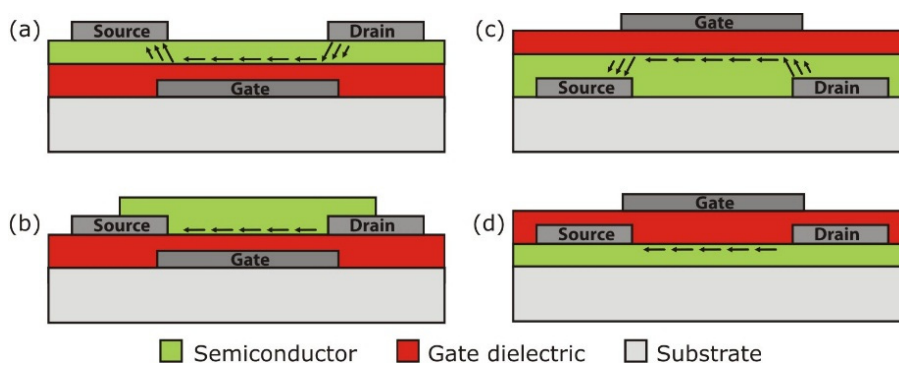 (a)
Source
Drain
Gate
(c)
Gate
Source
Drain
(b)
Source
Drain
Gate
(d)
Gate
Source
Drain
Semiconductor
Gate dielectric
Substrate